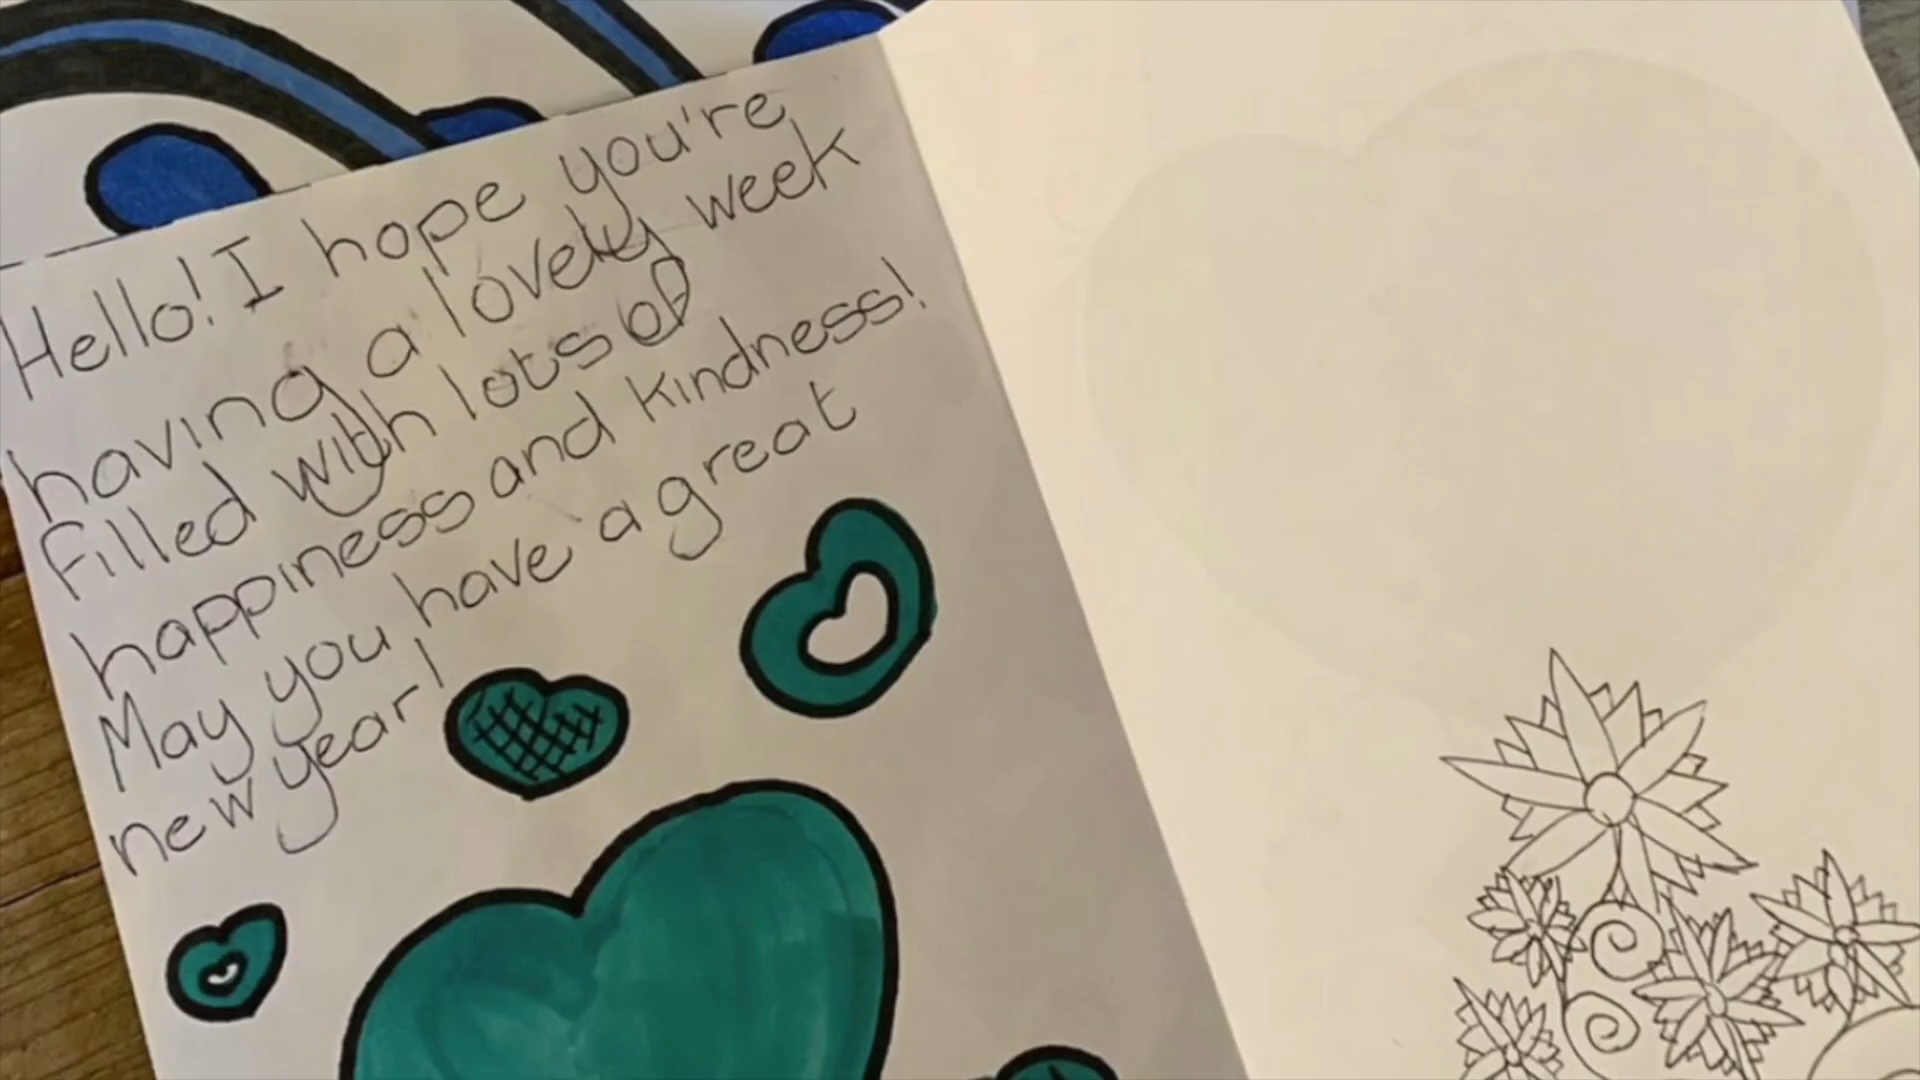 Hello! I hope you're
having a lovely week
filled with lots of
happiness and kindness!
May you have a great
new year!